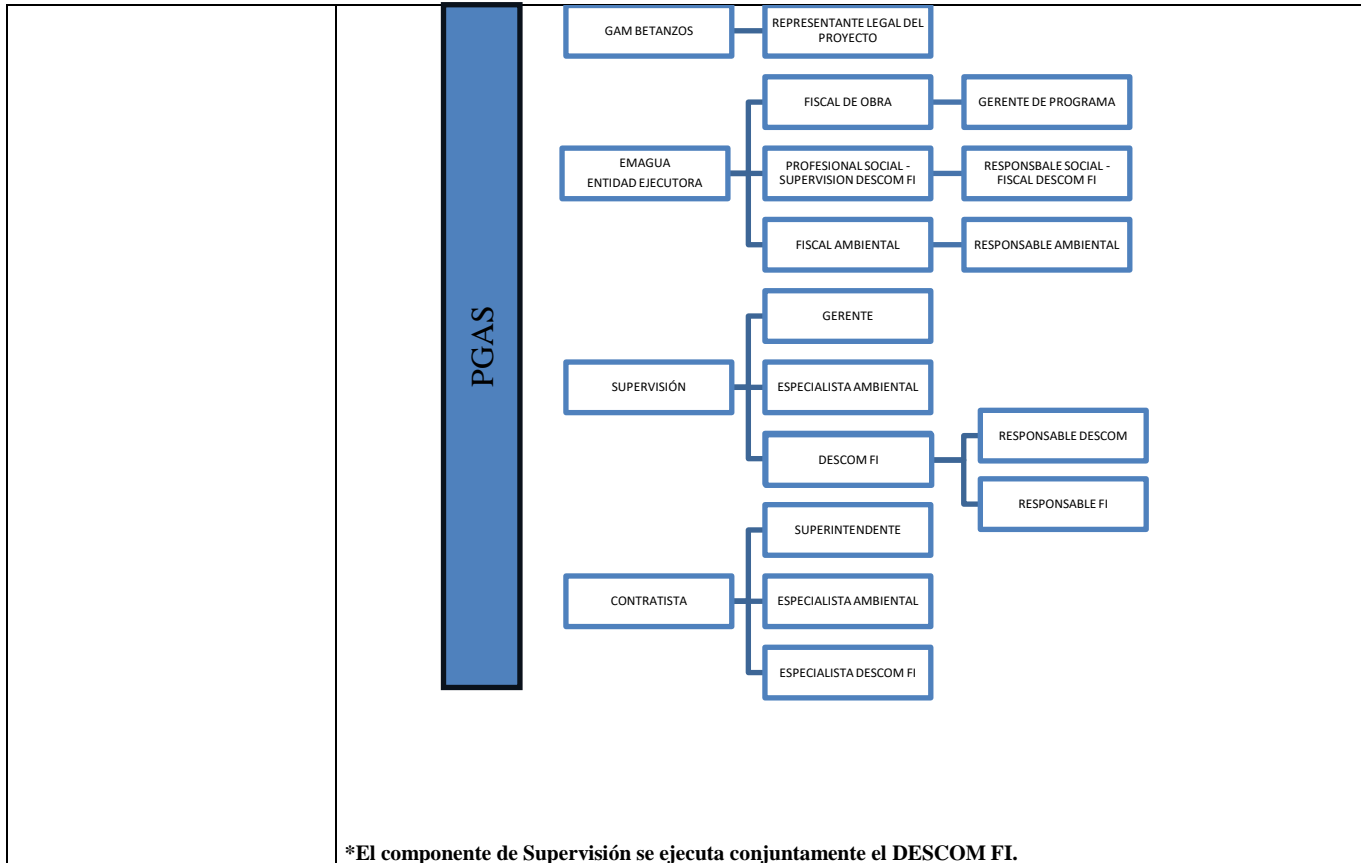 PGAS
GAM BETANZOS
REPRESENTANTE LEGAL DEL
PROYECTO
EMAGUA
ENTIDAD EJECUTORA
FISCAL DE OBRA
GERENTE DE PROGRAMA
PROFESIONAL SOCIAL -
SUPERVISION DESCOM FI
RESPONSBALE SOCIAL -
FISCAL DESCOM FI
FISCAL AMBIENTAL
RESPONSABLE AMBIENTAL
SUPERVISIÓN
GERENTE
ESPECIALISTA AMBIENTAL
DESCOM FI
RESPONSABLE DESCOM
RESPONSABLE FI
CONTRATISTA
SUPERINTENDENTE
ESPECIALISTA AMBIENTAL
ESPECIALISTA DESCOM FI
*El componente de Supervisión se ejecuta conjuntamente el DESCOM FI.